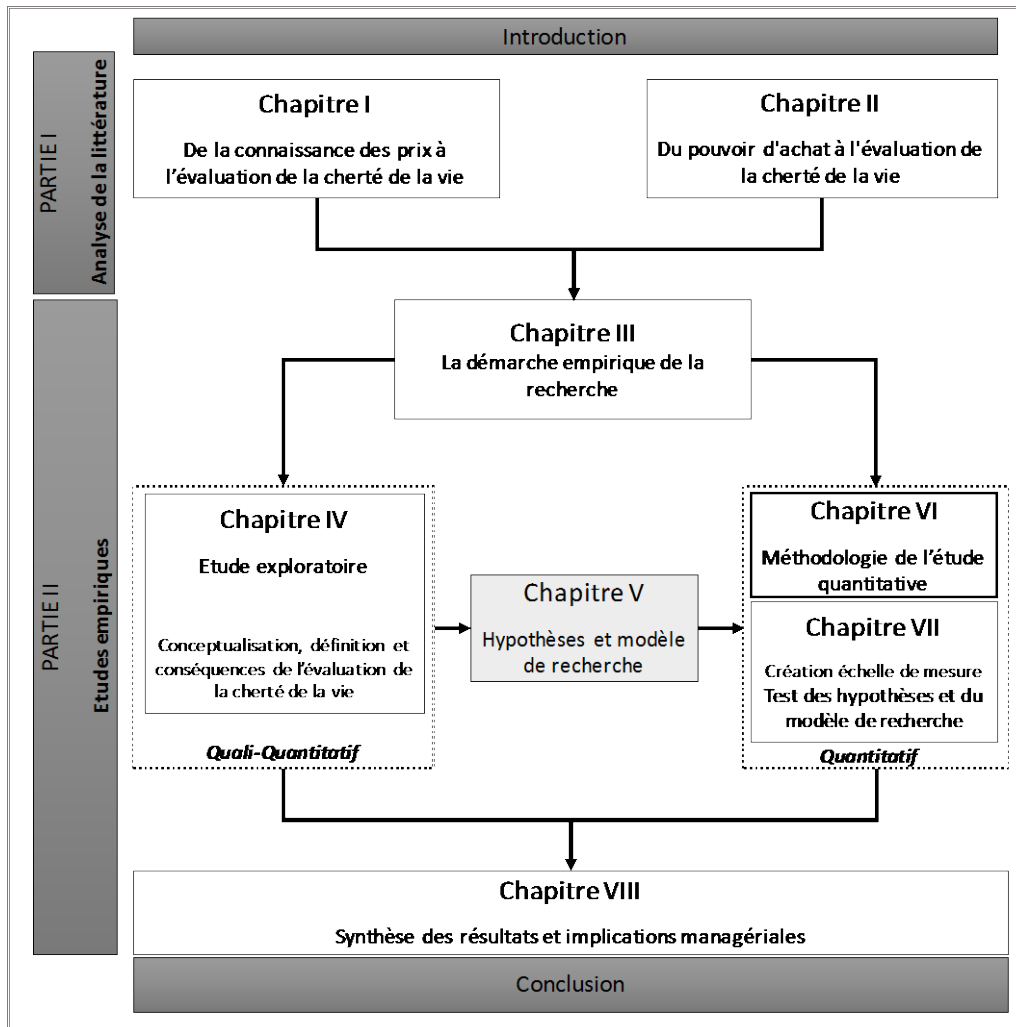 Introduction
PARTIE I
Analyse de la littérature
Chapitre I
De la connaissance des prix à
l'évaluation de la cherté de la vie
Chapitre II
Du pouvoir d'achat à l'évaluation de
la cherté de la vie
PARTIE II
Etudes empiriques
Chapitre III
La démarche empirique de la
recherche
Chapitre IV
Etude exploratoire
Conceptualisation, définition et
conséquences de l'évaluation de
la cherté de la vie
Quali-Quantitatif
Chapitre V
Hypothèses et modèle
de recherche
Chapitre VI
Méthodologie de l'étude
quantitative
Chapitre VII
Création échelle de mesure
Test des hypothèses et du
modèle de recherche
Quantitatif
Chapitre VIII
Synthèse des résultats et implications managériales
Conclusion